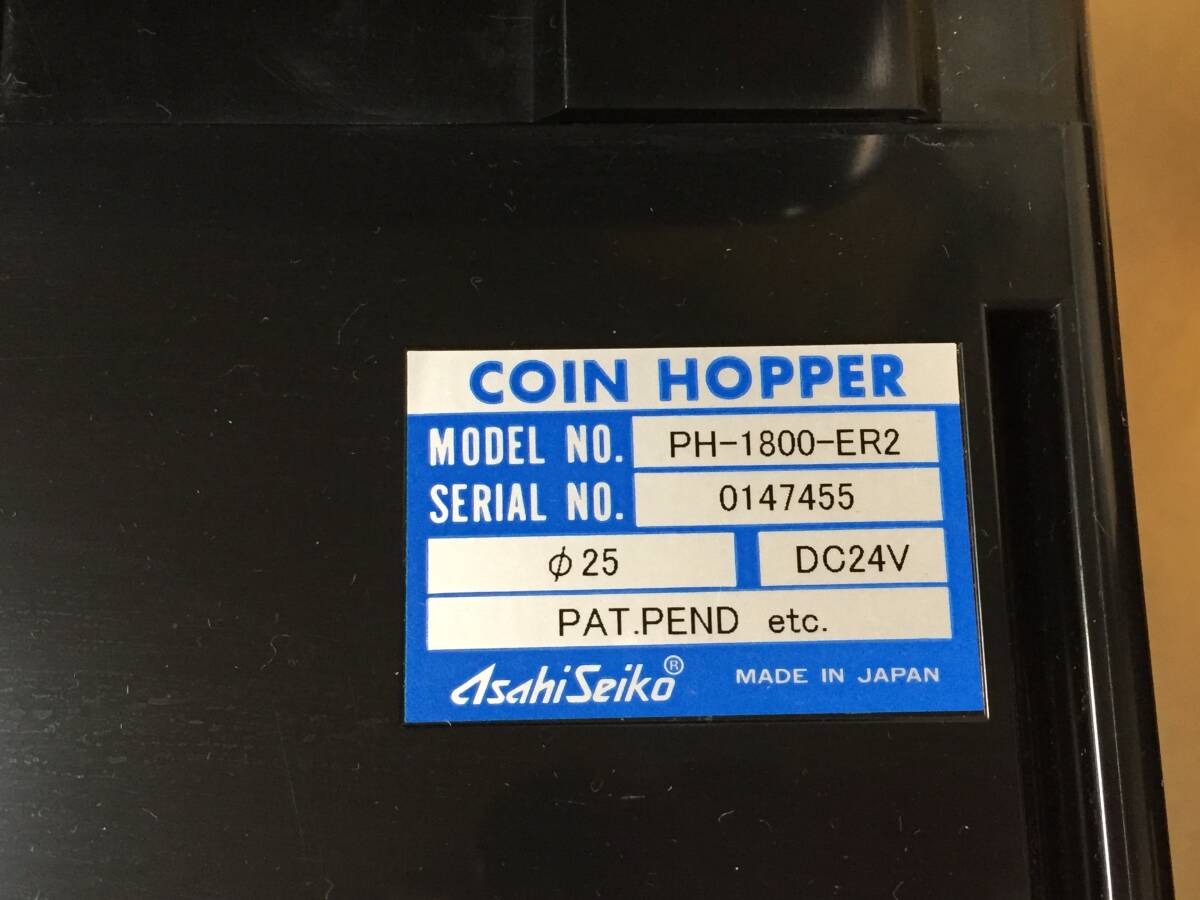 COIN HOPPER
MODEL NO. PH-1800-ER2
SERIAL NO. 0147455
φ25 DC24V
PAT.PEND etc.
AsahiSeiko® MADE IN JAPAN